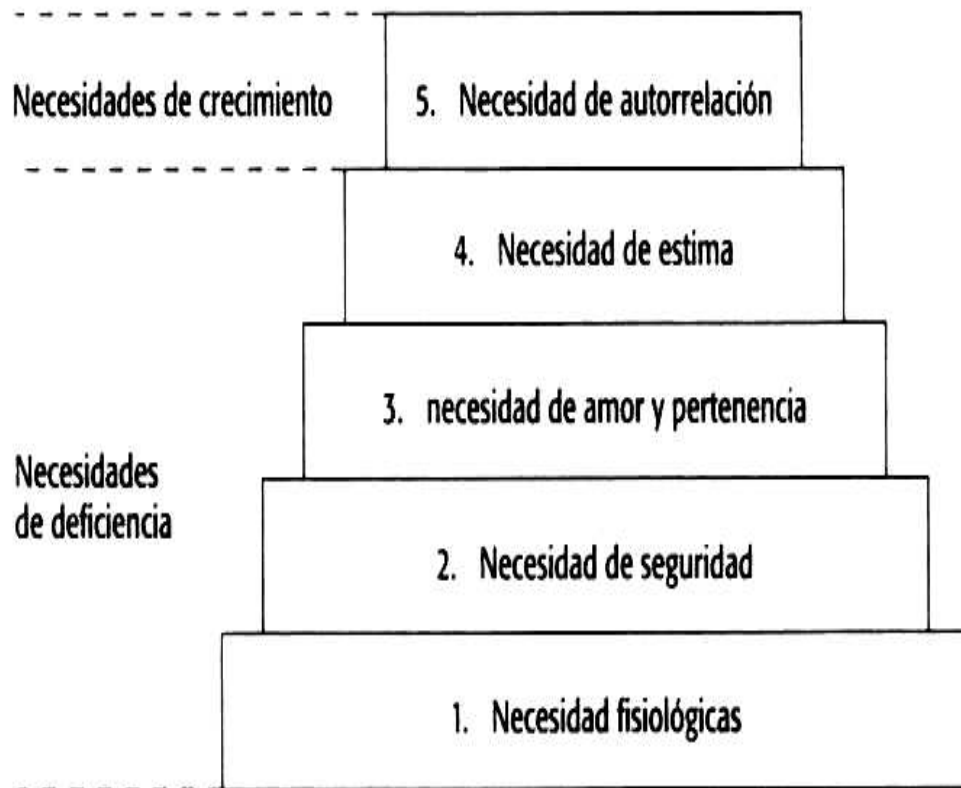 Necesidades de crecimiento
5. Necesidad de autorrelación
4. Necesidad de estima
3. necesidad de amor y pertenencia
Necesidades
de deficiencia
2. Necesidad de seguridad
1. Necesidad fisiológicas